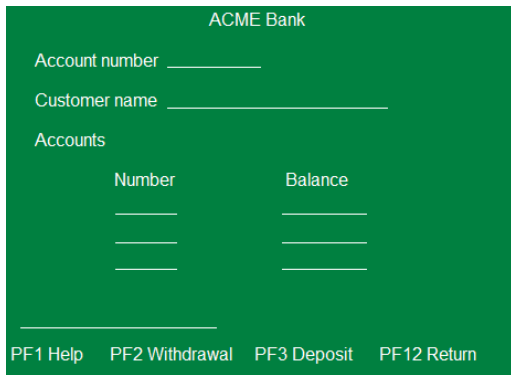 ACME Bank
Account number
Customer name
Accounts
Number Balance
PF1 Help PF2 Withdrawal PF3 Deposit PF12 Return